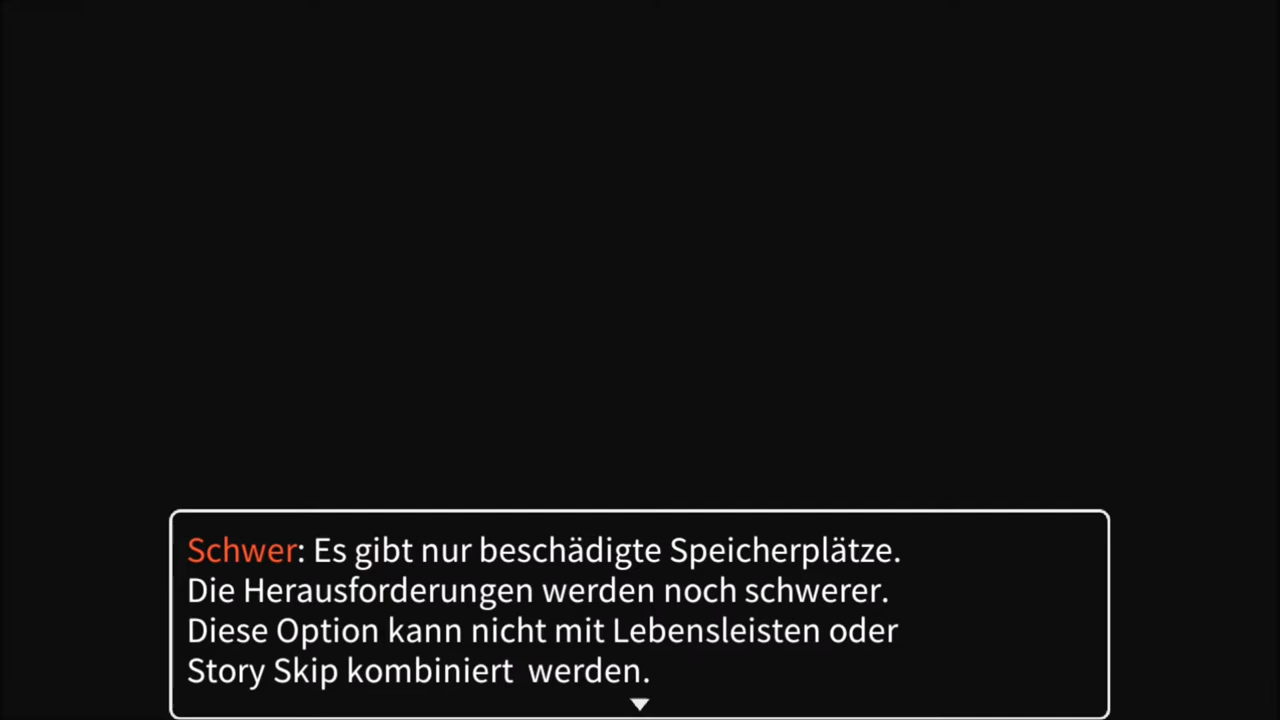 Schwer: Es gibt nur beschädigte Speicherplätze.
Die Herausforderungen werden noch schwerer.
Diese Option kann nicht mit Lebensleisten oder
Story Skip kombiniert  werden.